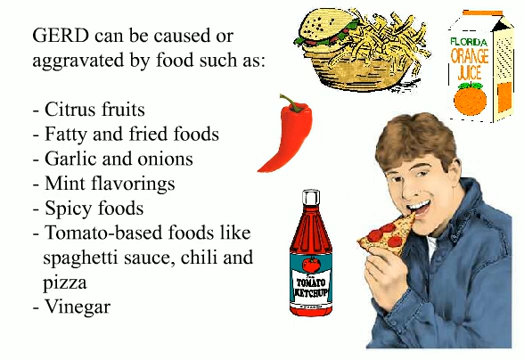 GERD can be caused or
aggravated by food such as:
- Citrus fruits
- Fatty and fried foods
- Garlic and onions
- Mint flavorings
- Spicy foods
- Tomato-based foods like
spaghetti sauce, chili and
pizza
- Vinegar
FLORIDA
ORANGE
JUICE
TOMATO
KETCHUP